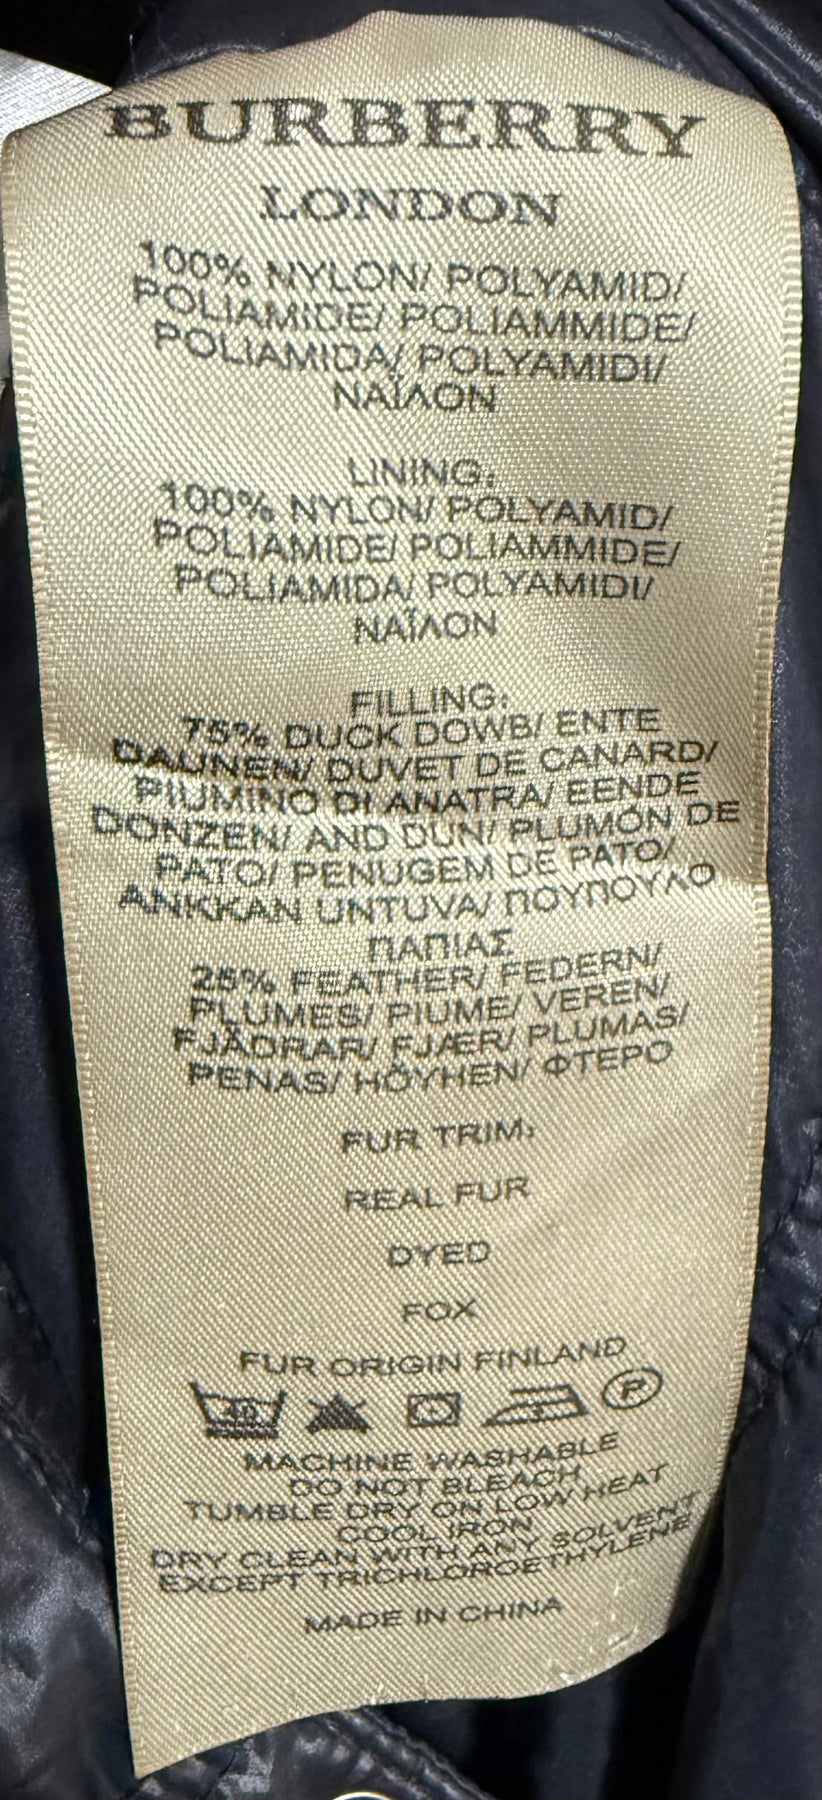 BURBERRY
LONDON
100% NYLON/ POLYAMID/
POLIAMIDE/ POLIAMMIDE/
POLIAMIDA/ POLYAMIDI/
ΝΑΪΛΟΝ
LINING:
100% NYLON/ POLYAMID/
POLIAMIDE/ POLIAMMIDE/
POLIAMIDA/ POLYAMIDI/
ΝΑΪΛΟΝ
FILLING:
75% DUCK DOWB/ ENTE
DAUNEN/ DUVET DE CANARD/
PIUMINO DI ANATRA/ EENDE
DONZEN/ AND DUN/ PLUMÓN DE
PATO/ PENUGEM DE PATO/
ANKKAN UNTUVA/ ΠΟΥΠΟΥΛΟ
ΠΑΠΙΑΣ
25% FEATHER/ FEDERN/
PLUMES/ PIUME/ VEREN/
FJÄDRAR/ FJÆR/ PLUMAS/
PENAS/ HÖYHEN/ ΦΤΕΡΟ
FUR TRIM:
REAL FUR
DYED
FOX
FUR ORIGIN FINLAND
40 P
MACHINE WASHABLE
DO NOT BLEACH
TUMBLE DRY ON LOW HEAT
COOL IRON
DRY CLEAN WITH ANY SOLVENT
EXCEPT TRICHLOROETHYLENE
MADE IN CHINA